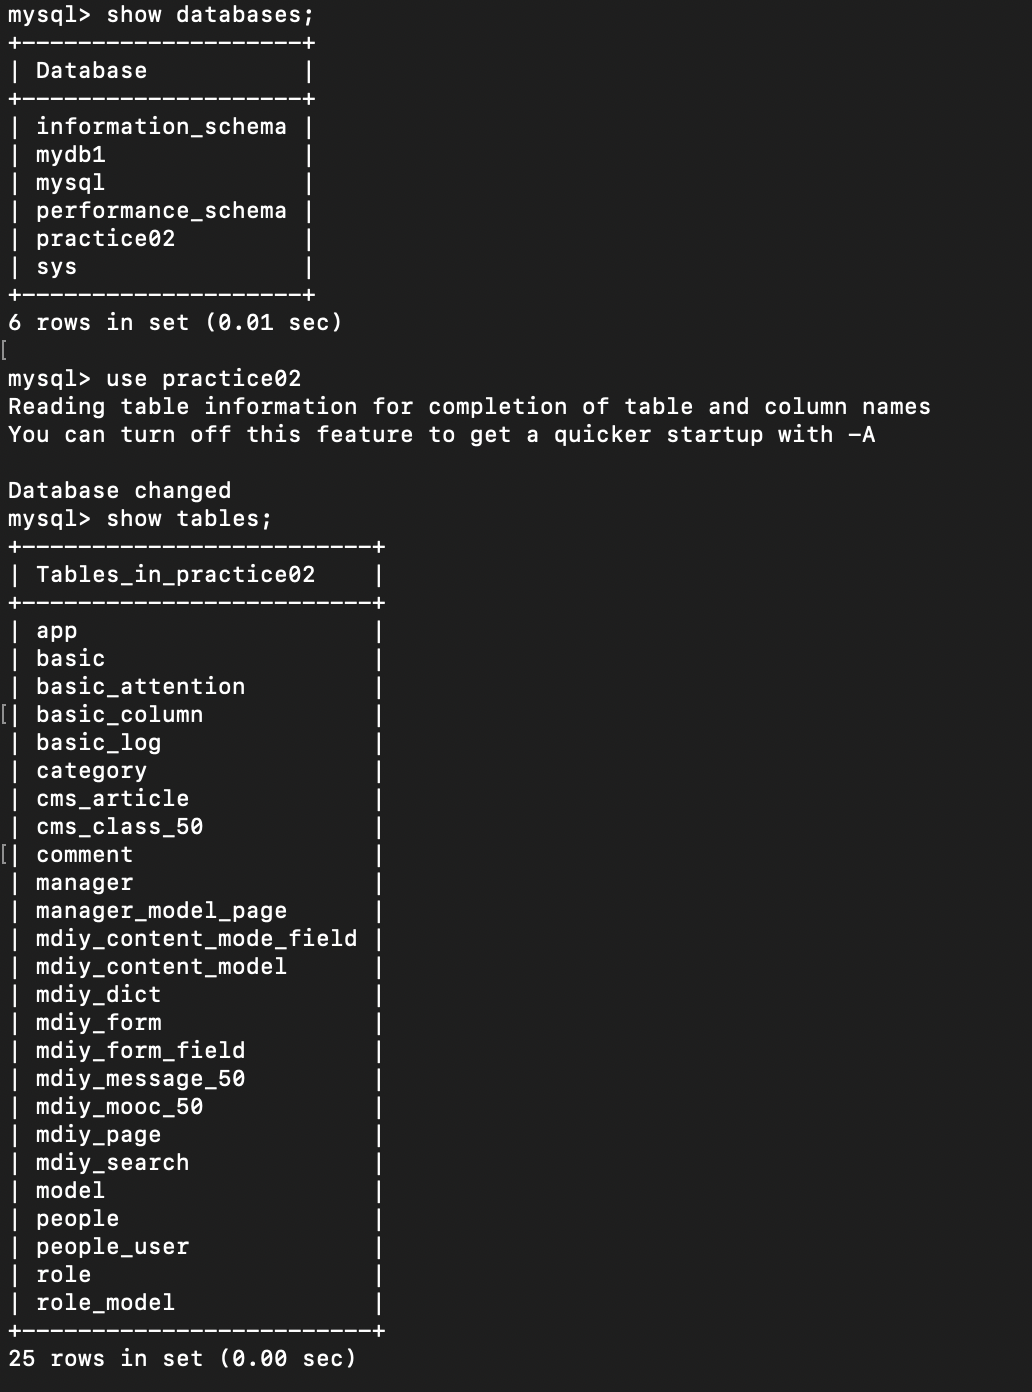 mysql> show databases;
+--------------------+
| Database           |
+--------------------+
| information_schema |
| mydb1              |
| mysql              |
| performance_schema |
| practice02         |
| sys                |
+--------------------+
6 rows in set (0.01 sec)
[
mysql> use practice02
Reading table information for completion of table and column names
You can turn off this feature to get a quicker startup with -A

Database changed
mysql> show tables;
+-------------------------+
| Tables_in_practice02    |
+-------------------------+
| app                     |
| basic                   |
| basic_attention         |
[| basic_column            |
| basic_log               |
| category                |
| cms_article             |
| cms_class_50            |
[| comment                 |
| manager                 |
| manager_model_page      |
| mdiy_content_mode_field |
| mdiy_content_model      |
| mdiy_dict               |
| mdiy_form               |
| mdiy_form_field         |
| mdiy_message_50         |
| mdiy_mooc_50            |
| mdiy_page               |
| mdiy_search             |
| model                   |
| people                  |
| people_user             |
| role                    |
| role_model              |
+-------------------------+
25 rows in set (0.00 sec)